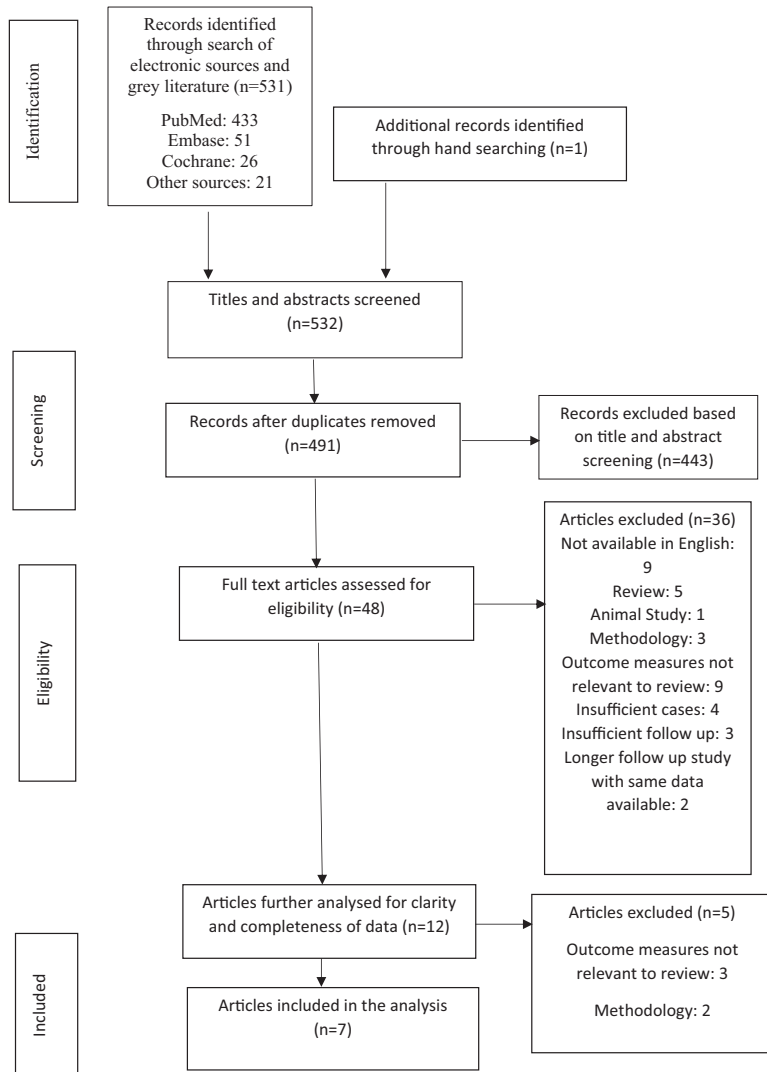 Identification
Records identified
through search of
electronic sources and
grey literature (n=531)
PubMed: 433
Embase: 51
Cochrane: 26
Other sources: 21
Additional records identified
through hand searching (n=1)
Titles and abstracts screened
(n=532)
Screening
Records after duplicates removed
(n=491)
Records excluded based
on title and abstract
screening (n=443)
Eligibility
Full text articles assessed for
eligibility (n=48)
Articles excluded (n=36)
Not available in English:
9
Review: 5
Animal Study: 1
Methodology: 3
Outcome measures not
relevant to review: 9
Insufficient cases: 4
Insufficient follow up: 3
Longer follow up study
with same data
available: 2
Articles further analysed for clarity
and completeness of data (n=12)
Articles excluded (n=5)
Outcome measures not
relevant to review: 3
Methodology: 2
Included
Articles included in the analysis
(n=7)